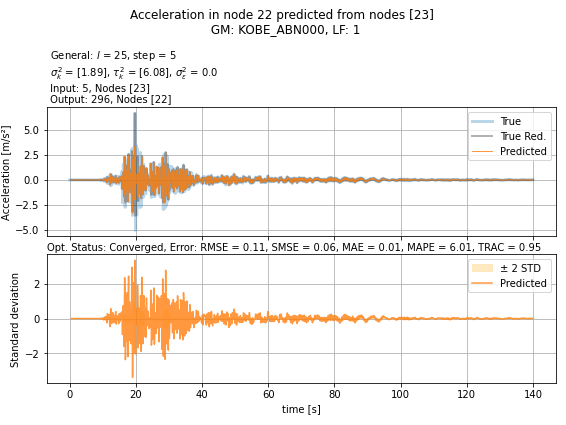 Acceleration in node 22 predicted from nodes [23]
GM: KOBE_ABN000, LF: 1
General: l = 25, step = 5
σ²ₖ = [1.89], τ²ₖ = [6.08], σ²ε = 0.0
Input: 5, Nodes [23]
Output: 296, Nodes [22]
Acceleration [m/s²]
5.0
2.5
0.0
−2.5
−5.0
True
True Red.
Predicted
Opt. Status: Converged, Error: RMSE = 0.11, SMSE = 0.06, MAE = 0.01, MAPE = 6.01, TRAC = 0.95
Standard deviation
2
0
−2
± 2 STD
Predicted
0 20 40 60 80 100 120 140
time [s]